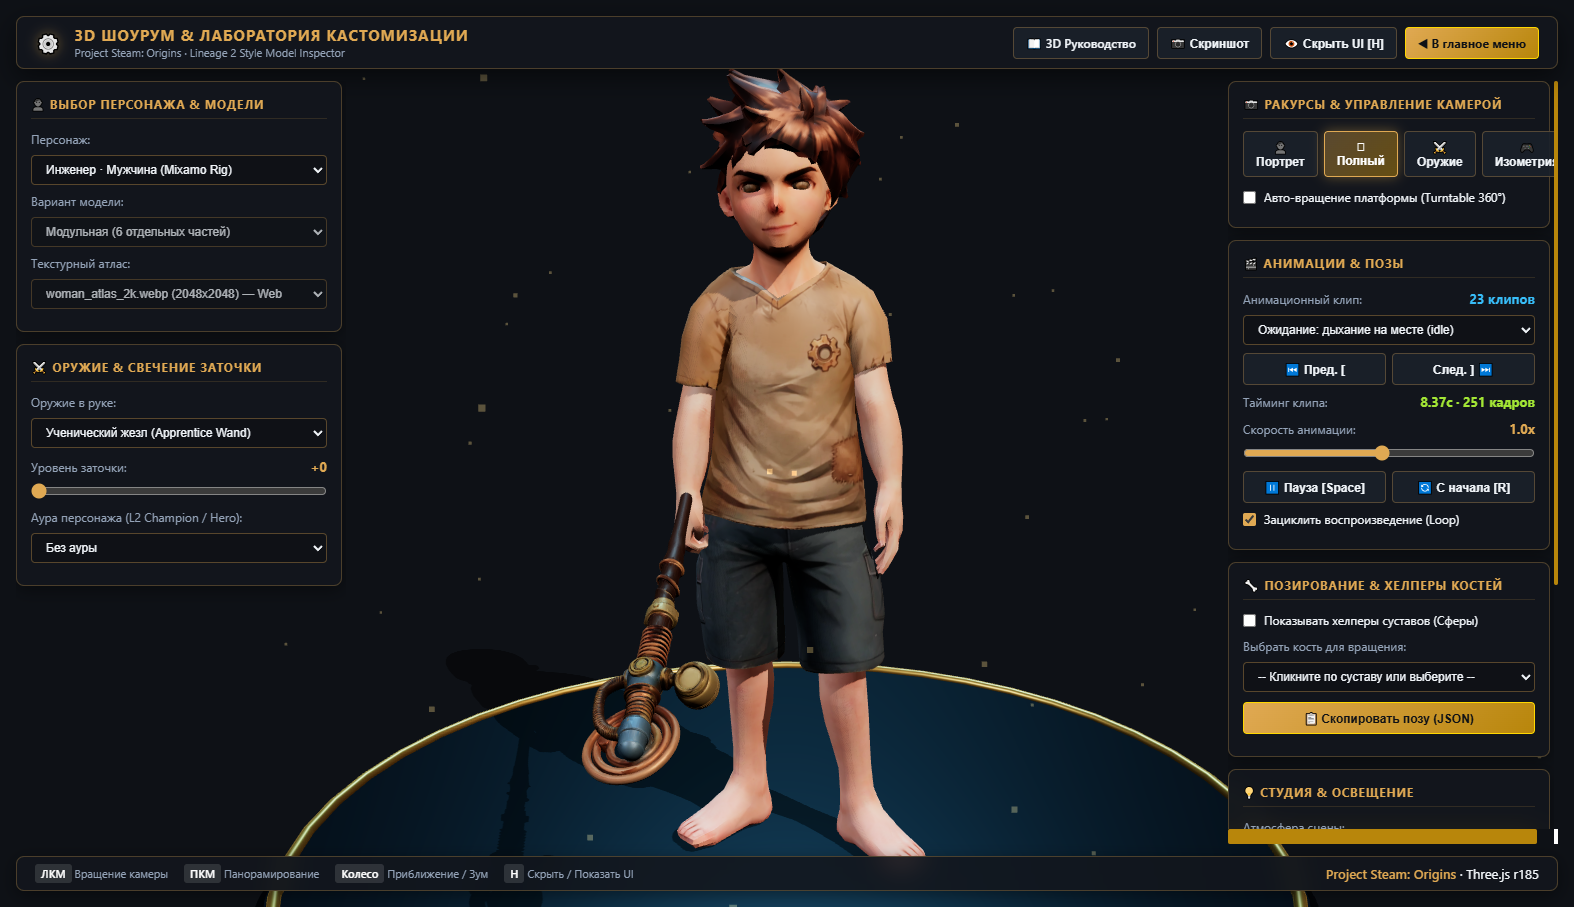 3D ШОУРУМ & ЛАБОРАТОРИЯ КАСТОМИЗАЦИИ
Project Steam: Origins · Lineage 2 Style Model Inspector
3D Руководство
Скриншот
Скрыть UI [H]
◀ В главное меню
ВЫБОР ПЕРСОНАЖА & МОДЕЛИ
Персонаж:
Инженер · Мужчина (Mixamo Rig)
Вариант модели:
Модульная (6 отдельных частей)
Текстурный атлас:
woman_atlas_2k.webp (2048x2048) — Web
ОРУЖИЕ & СВЕЧЕНИЕ ЗАТОЧКИ
Оружие в руке:
Ученический жезл (Apprentice Wand)
Уровень заточки:
+0
Аура персонажа (L2 Champion / Hero):
Без ауры
РАКУРСЫ & УПРАВЛЕНИЕ КАМЕРОЙ
Портрет
Полный
Оружие
Изометрия
Авто-вращение платформы (Turntable 360°)
АНИМАЦИИ & ПОЗЫ
Анимационный клип:
23 клипов
Ожидание: дыхание на месте (idle)
Пред. [
След. ]
Тайминг клипа:
8.37с · 251 кадров
Скорость анимации:
1.0x
Пауза [Space]
С начала [R]
Зациклить воспроизведение (Loop)
ПОЗИРОВАНИЕ & ХЕЛПЕРЫ КОСТЕЙ
Показывать хелперы суставов (Сферы)
Выбрать кость для вращения:
-- Кликните по суставу или выберите --
Скопировать позу (JSON)
СТУДИЯ & ОСВЕЩЕНИЕ
Атмосфера сцены:
ЛКМ Вращение камеры
ПКМ Панорамирование
Колесо Приближение / Зум
H Скрыть / Показать UI
Project Steam: Origins · Three.js r185